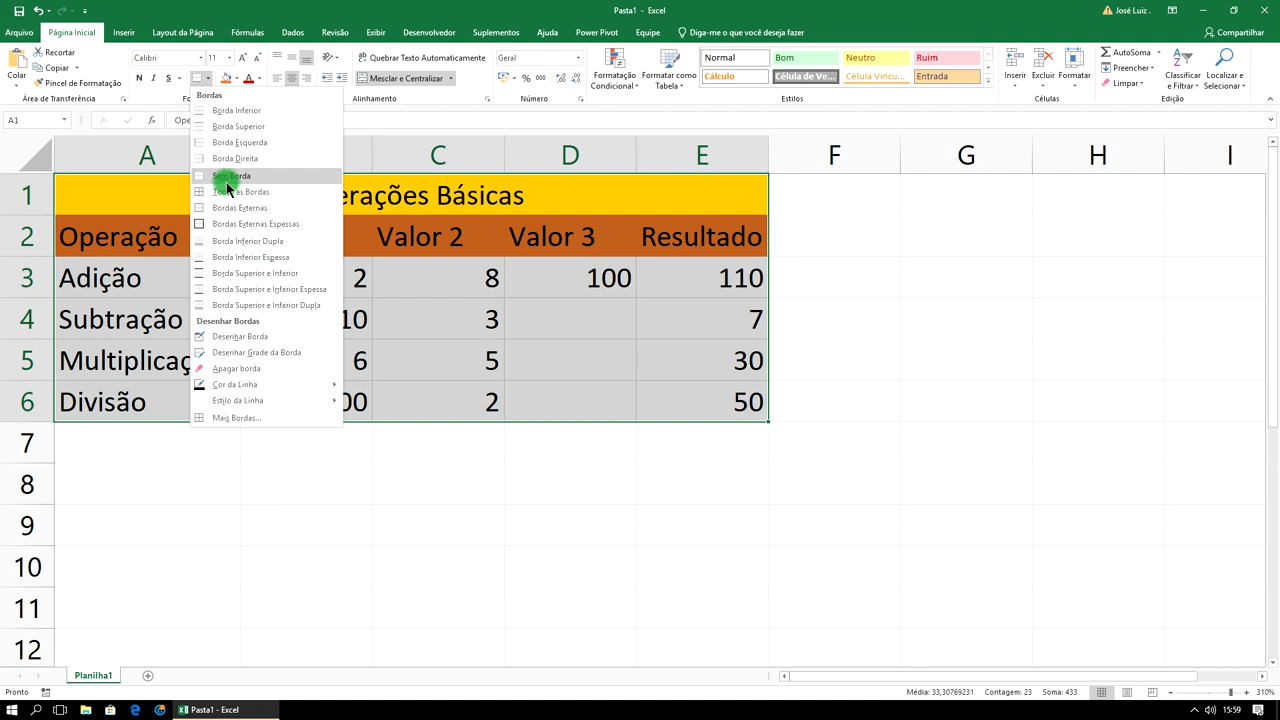 Pasta1 - Excel
José Luiz .
Arquivo Página Inicial Inserir Layout da Página Fórmulas Dados Revisão Exibir Desenvolvedor Suplementos Ajuda Power Pivot Equipe Diga-me o que você deseja fazer Compartilhar
Colar
Recortar
Copiar
Pincel de Formatação
Área de Transferência
Calibri 11
N I S
Quebrar Texto Automaticamente
Mesclar e Centralizar
Alinhamento
Geral
% 000
Número
Formatação Condicional
Formatar como Tabela
Normal Bom Neutro Ruim
Cálculo Célula de Ve... Célula Vincu... Entrada
Estilos
Inserir Excluir Formatar
Células
AutoSoma
Preencher
Limpar
Classificar e Filtrar
Localizar e Selecionar
A1
Bordas
Borda Inferior
Borda Superior
Borda Esquerda
Borda Direita
Sem Borda
Todas as Bordas
Bordas Externas
Bordas Externas Espessas
Borda Inferior Dupla
Borda Inferior Espessa
Borda Superior e Inferior
Borda Superior e Inferior Espessa
Borda Superior e Inferior Dupla
Desenhar Bordas
Desenhar Borda
Desenhar Grade da Borda
Apagar borda
Cor da Linha
Estilo da Linha
Mais Bordas...
A C D E F G H I
1 erações Básicas
2 Operação Valor 2 Valor 3 Resultado
3 Adição 2 8 100 110
4 Subtração 10 3 7
5 Multiplicaç 6 5 30
6 Divisão 00 2 50
7
8
9
10
11
12
Planilha1
Pronto Média: 33,30769231 Contagem: 23 Soma: 433 310%
Pasta1 - Excel 15:59